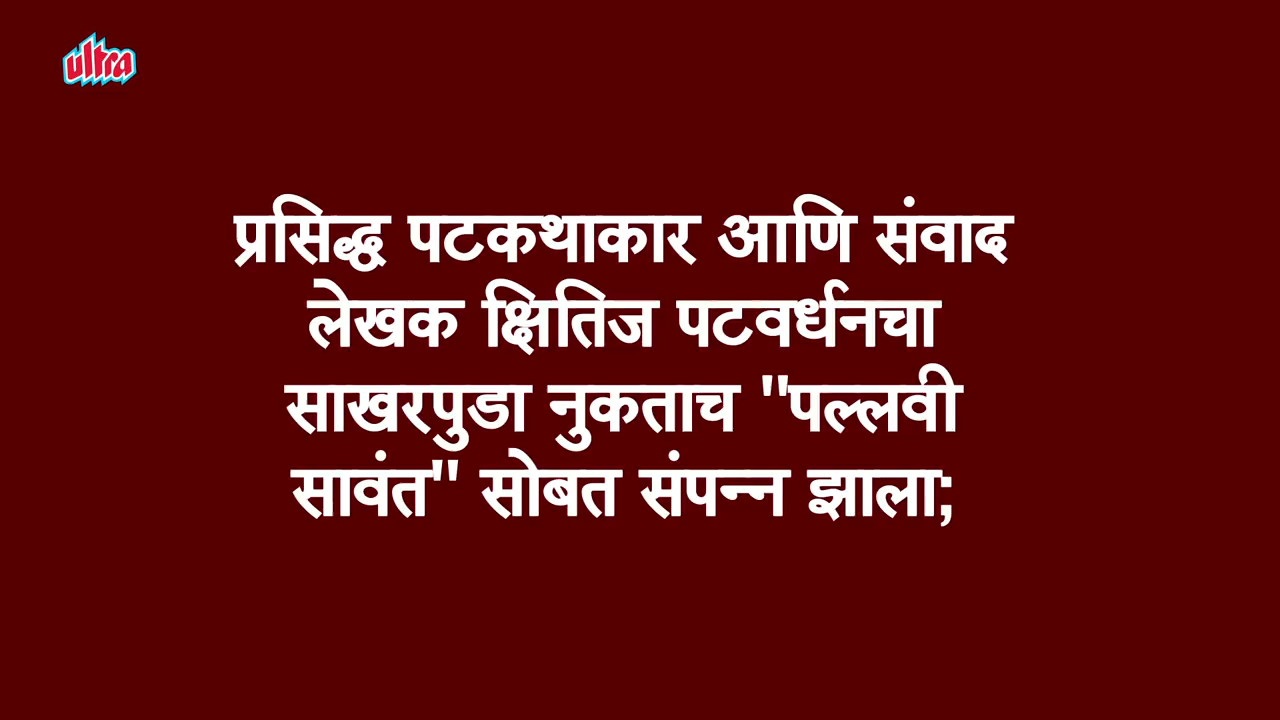 ultra
प्रसिद्ध पटकथाकार आणि संवाद
लेखक क्षितिज पटवर्धनचा
साखरपुडा नुकताच "पल्लवी
सावंत" सोबत संपन्न झाला;